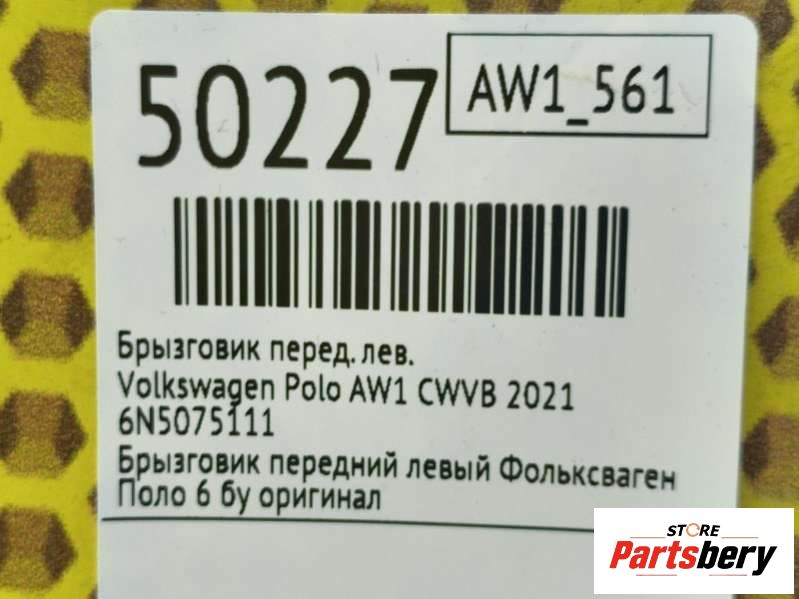 50227
AW1_561
Брызговик перед. лев.
Volkswagen Polo AW1 CWVB 2021
6N5075111
Брызговик передний левый Фольксваген
Поло 6 бу оригинал
STORE
Partsbery